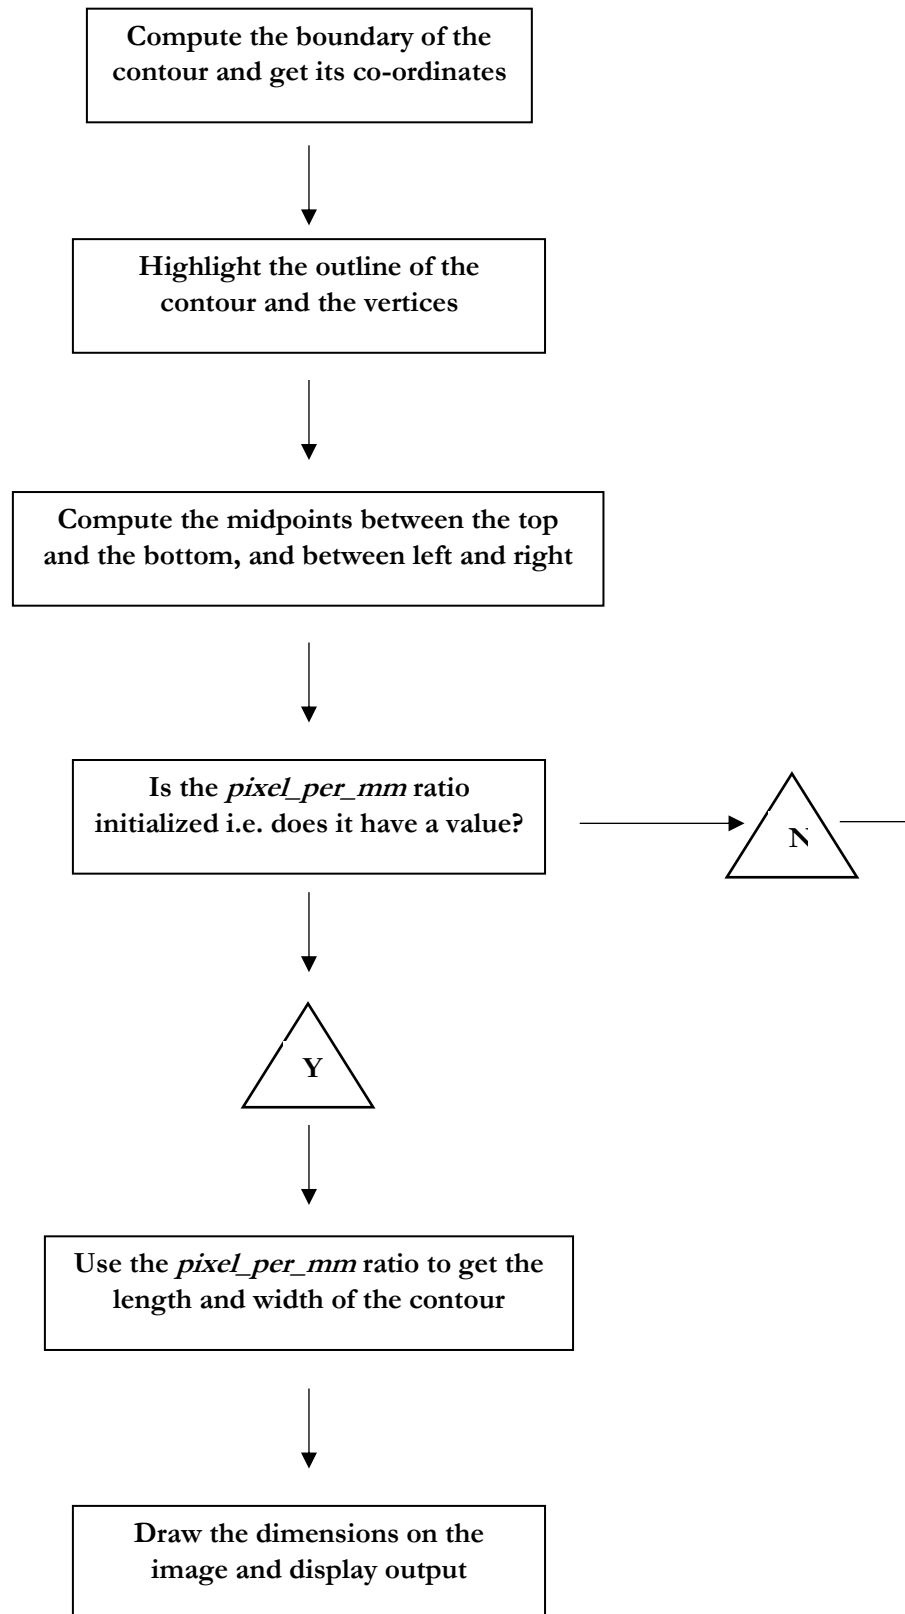 Compute the boundary of the
contour and get its co-ordinates
Highlight the outline of the
contour and the vertices
Compute the midpoints between the top
and the bottom, and between left and right
Is the pixel_per_mm ratio
initialized i.e. does it have a value?
N
Y
Use the pixel_per_mm ratio to get the
length and width of the contour
Draw the dimensions on the
image and display output